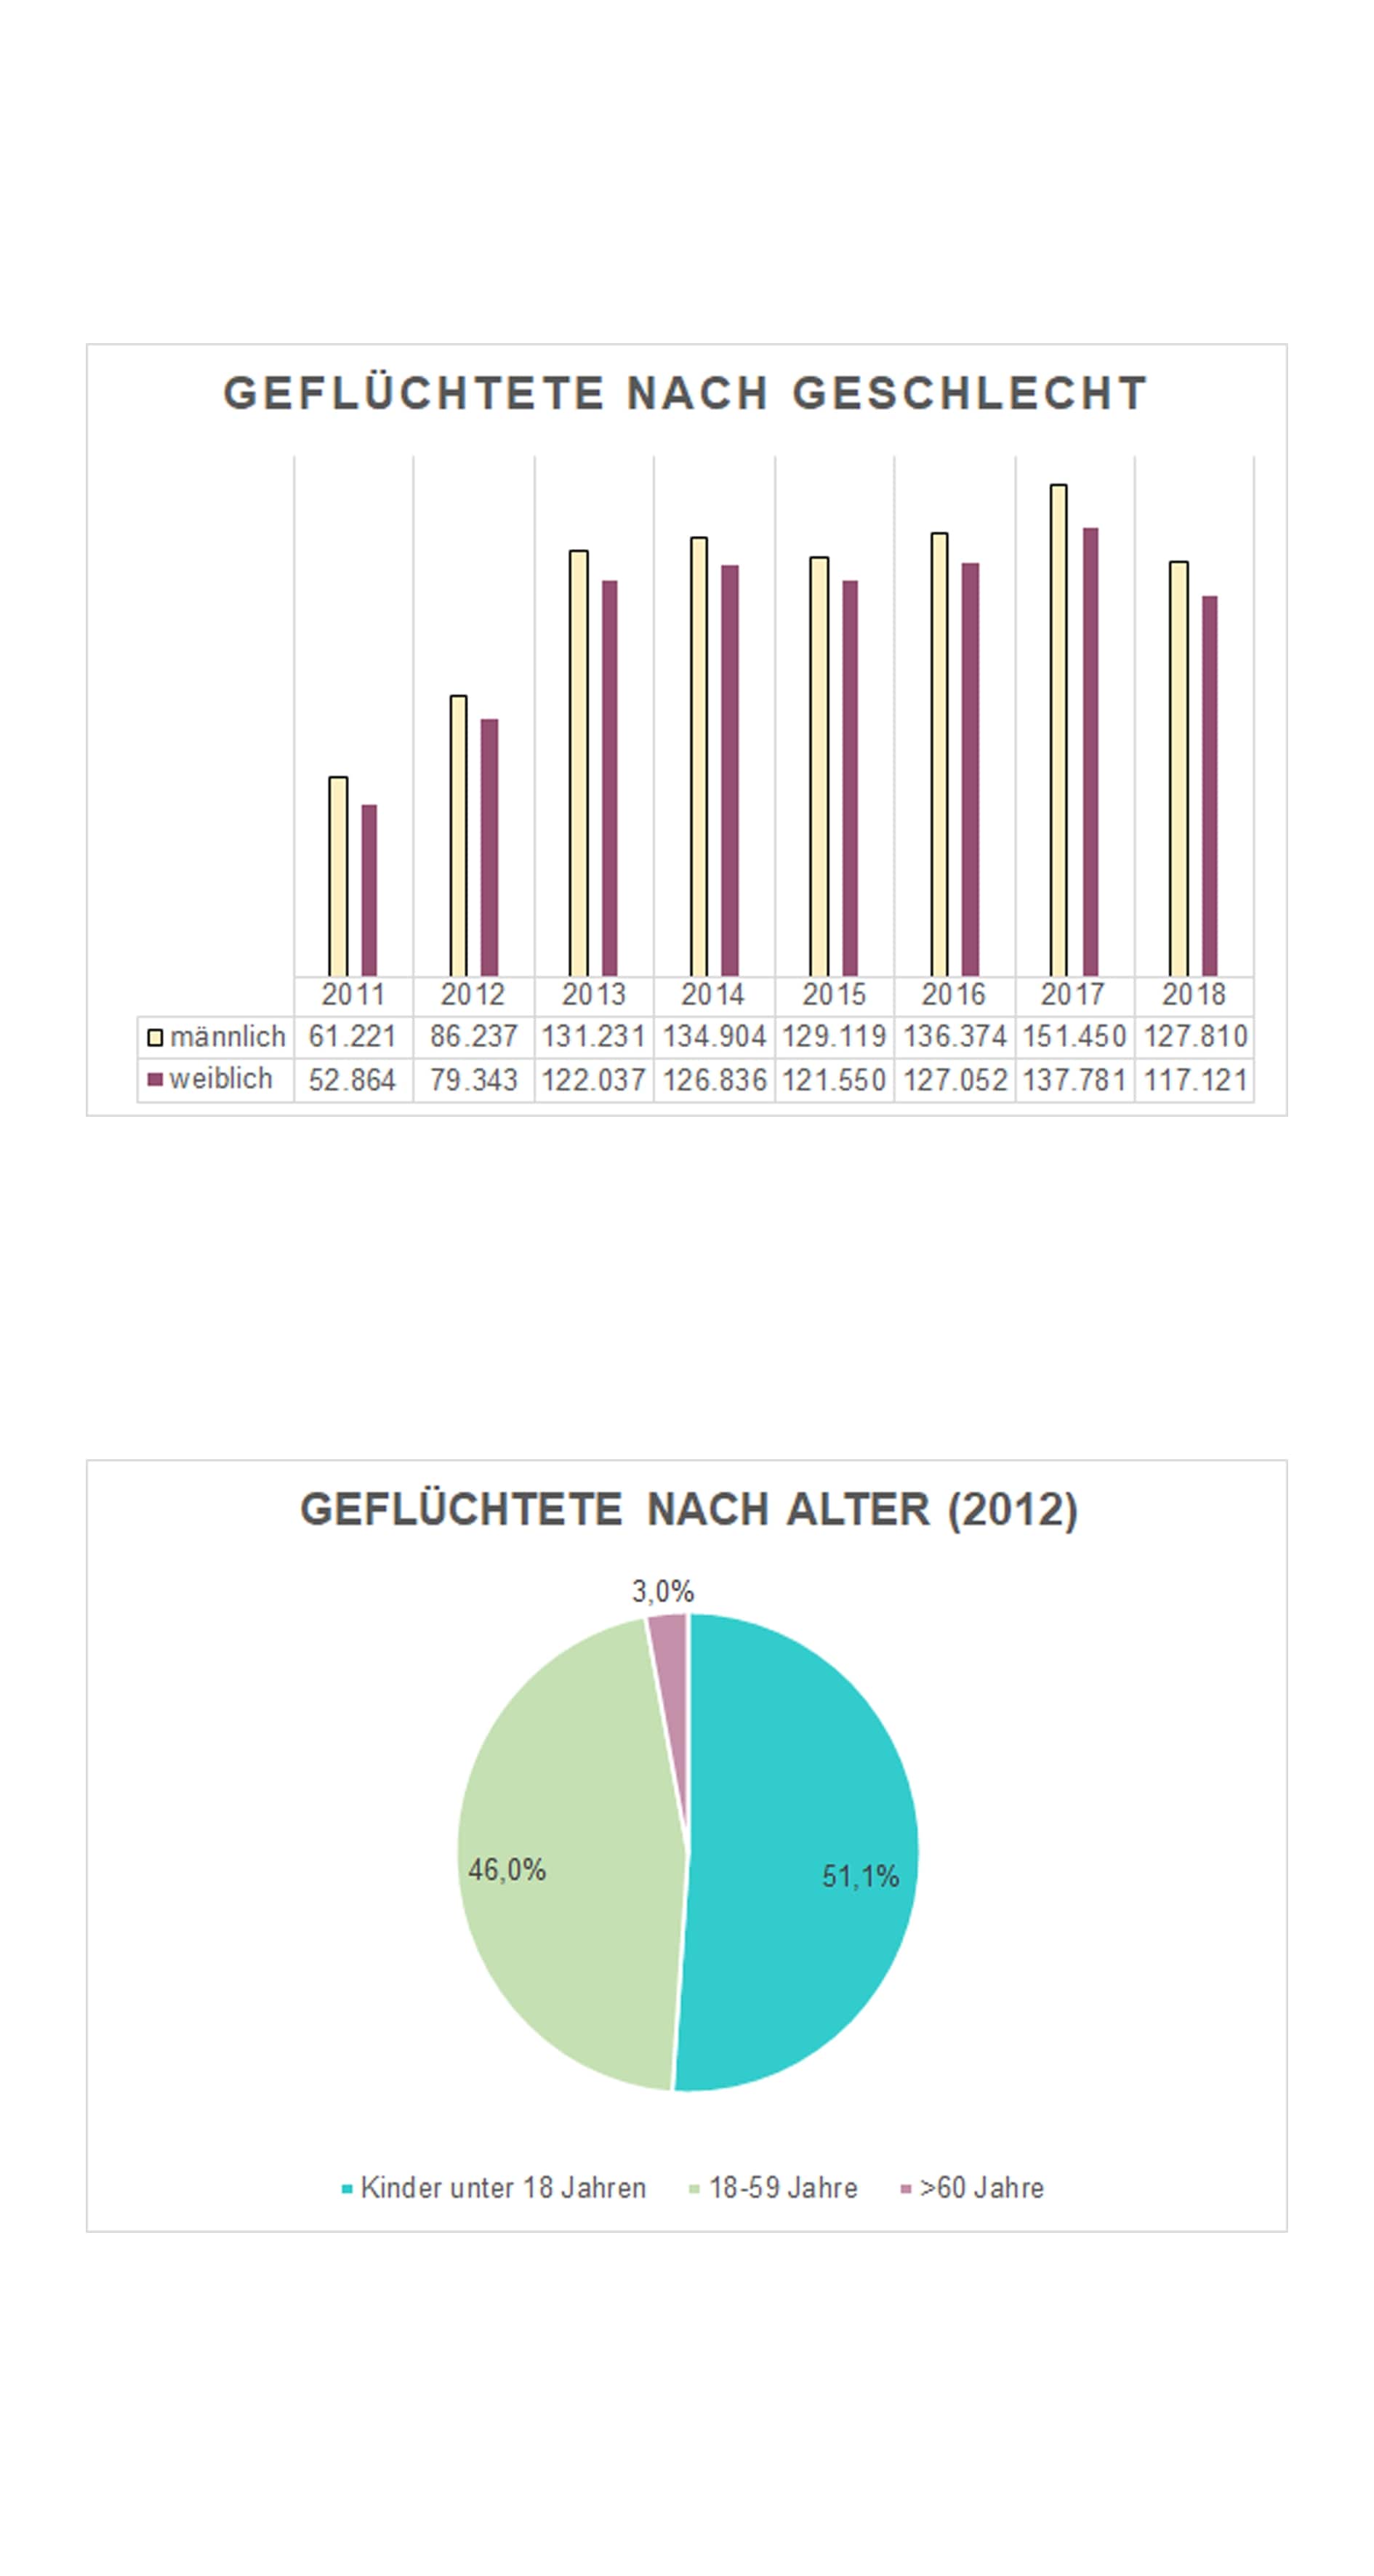 GEFLÜCHTETE NACH GESCHLECHT
2011 2012 2013 2014 2015 2016 2017 2018
männlich 61.221 86.237 131.231 134.904 129.119 136.374 151.450 127.810
weiblich 52.864 79.343 122.037 126.836 121.550 127.052 137.781 117.121
GEFLÜCHTETE NACH ALTER (2012)
3,0%
46,0%
51,1%
Kinder unter 18 Jahren 18-59 Jahre >60 Jahre